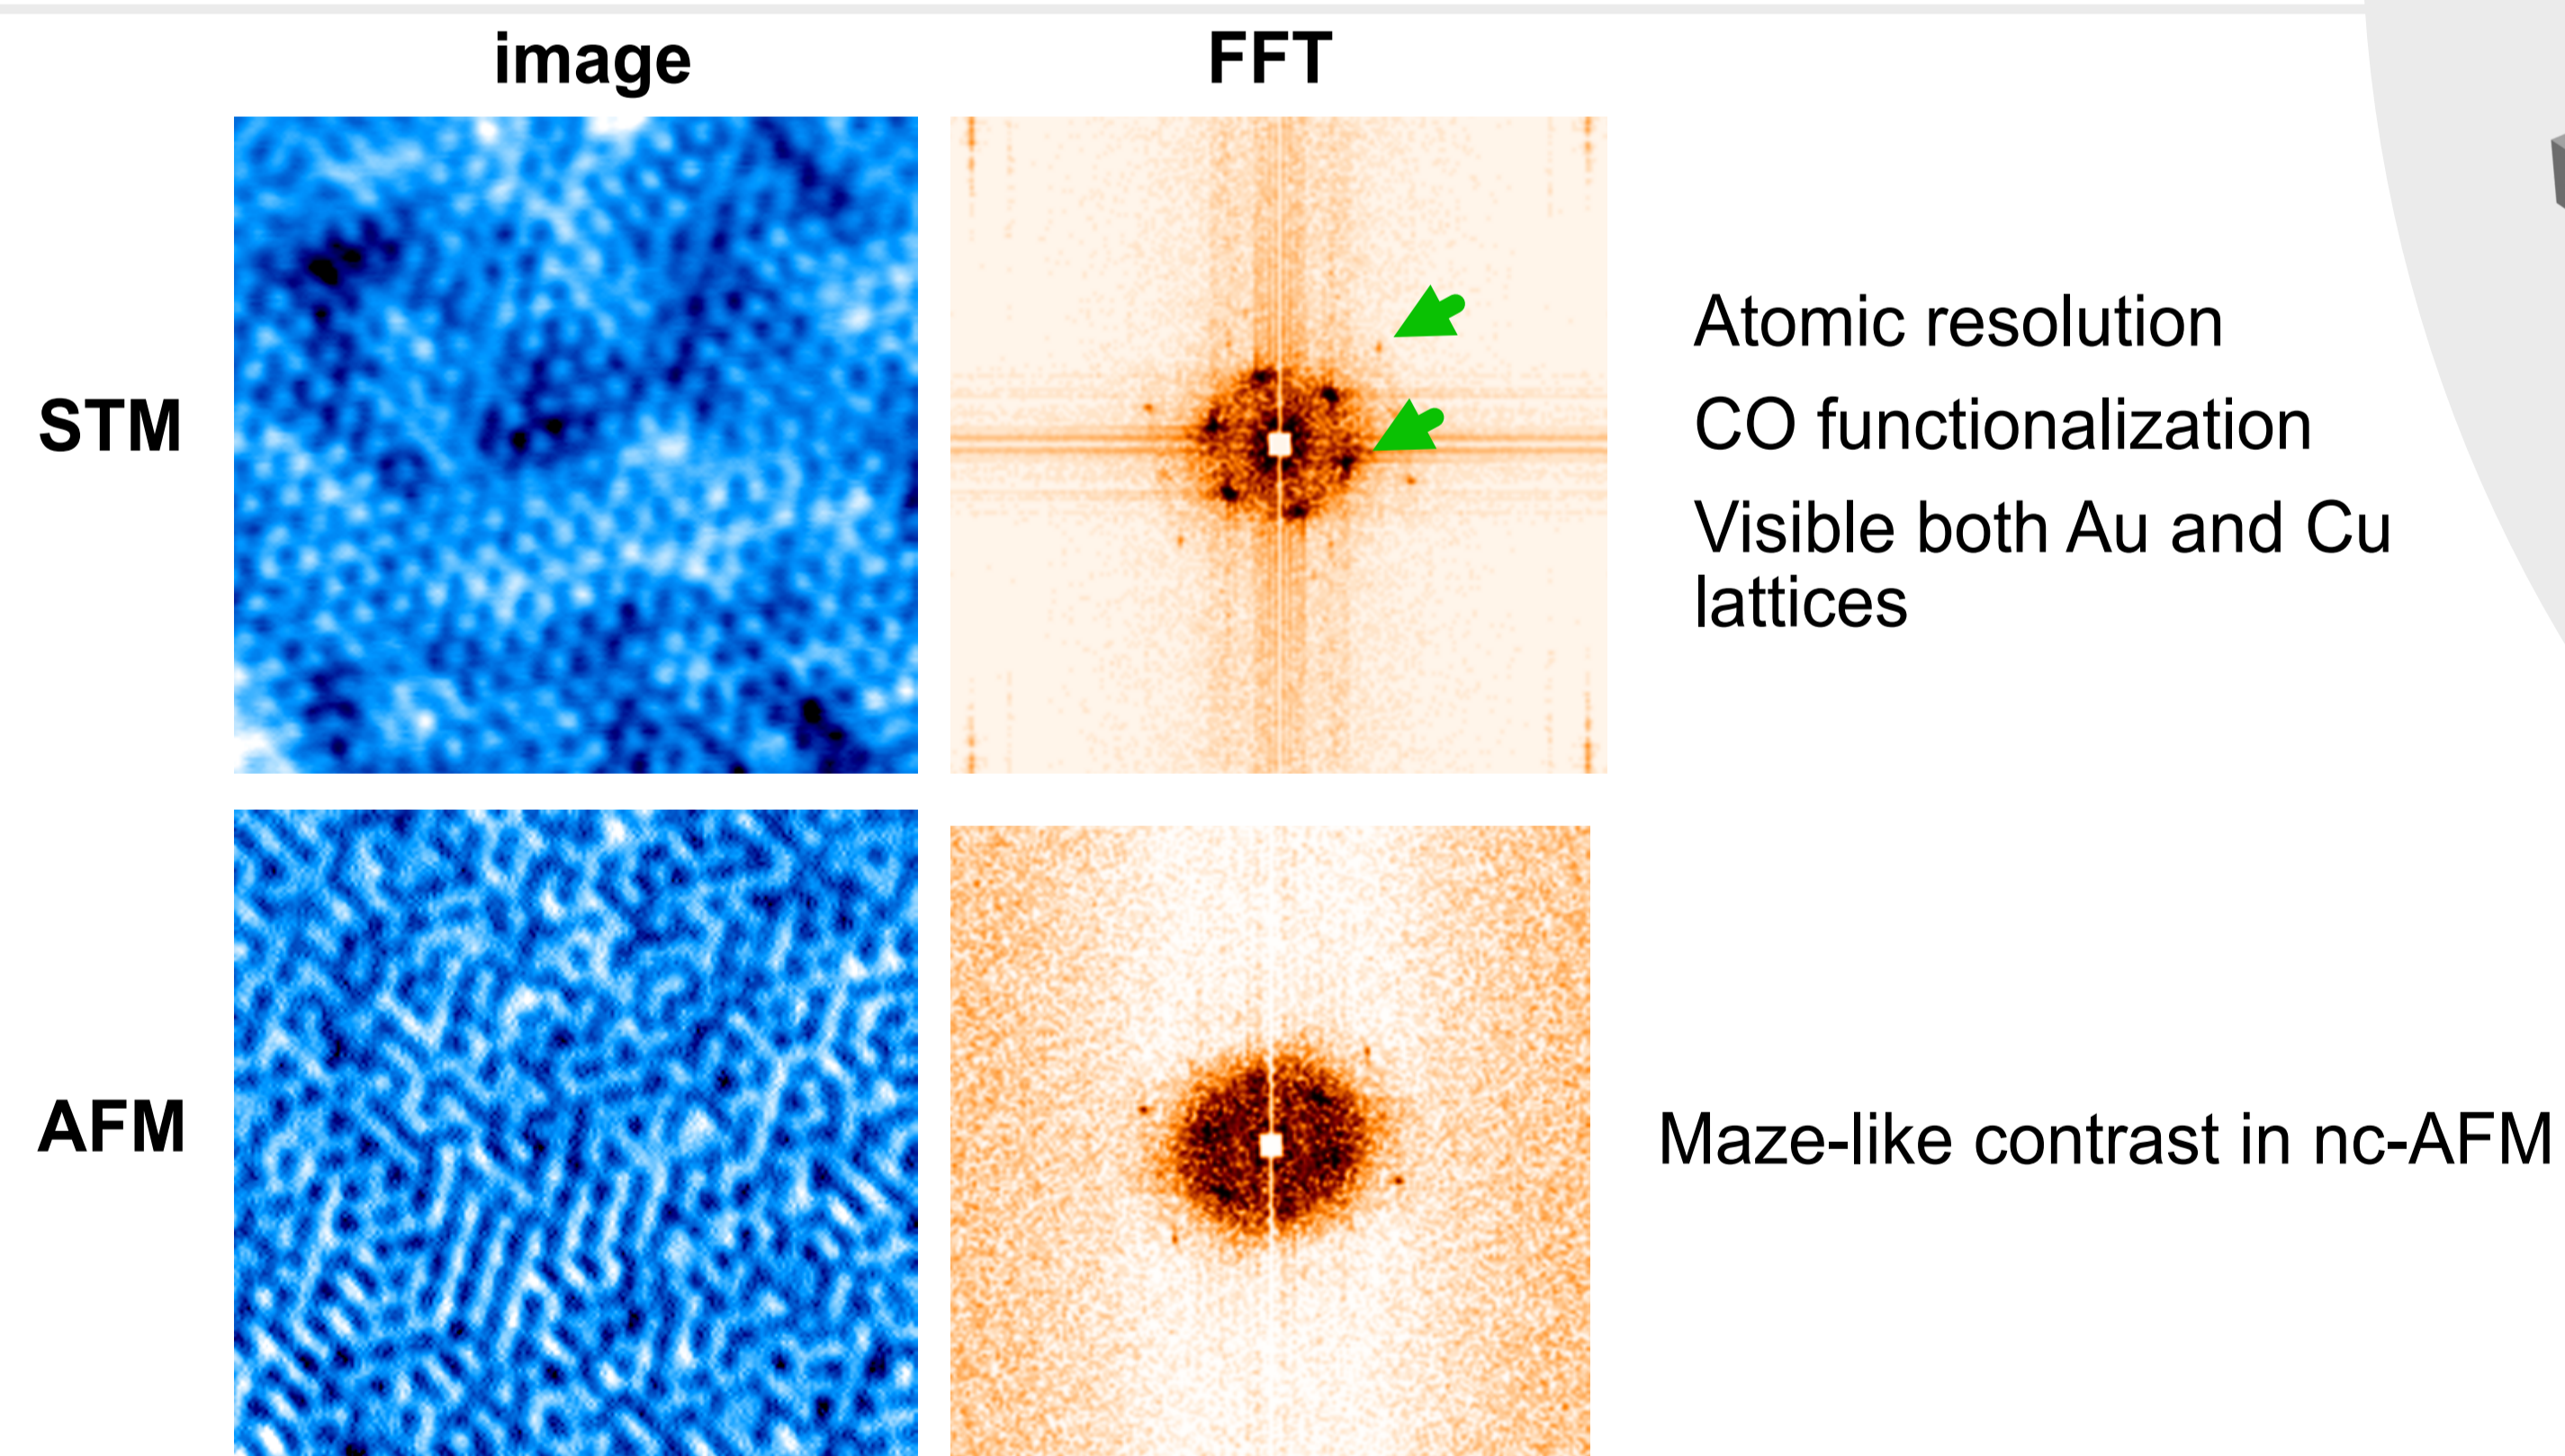 image
FFT
STM
Atomic resolution
CO functionalization
Visible both Au and Cu
lattices
AFM
Maze-like contrast in nc-AFM